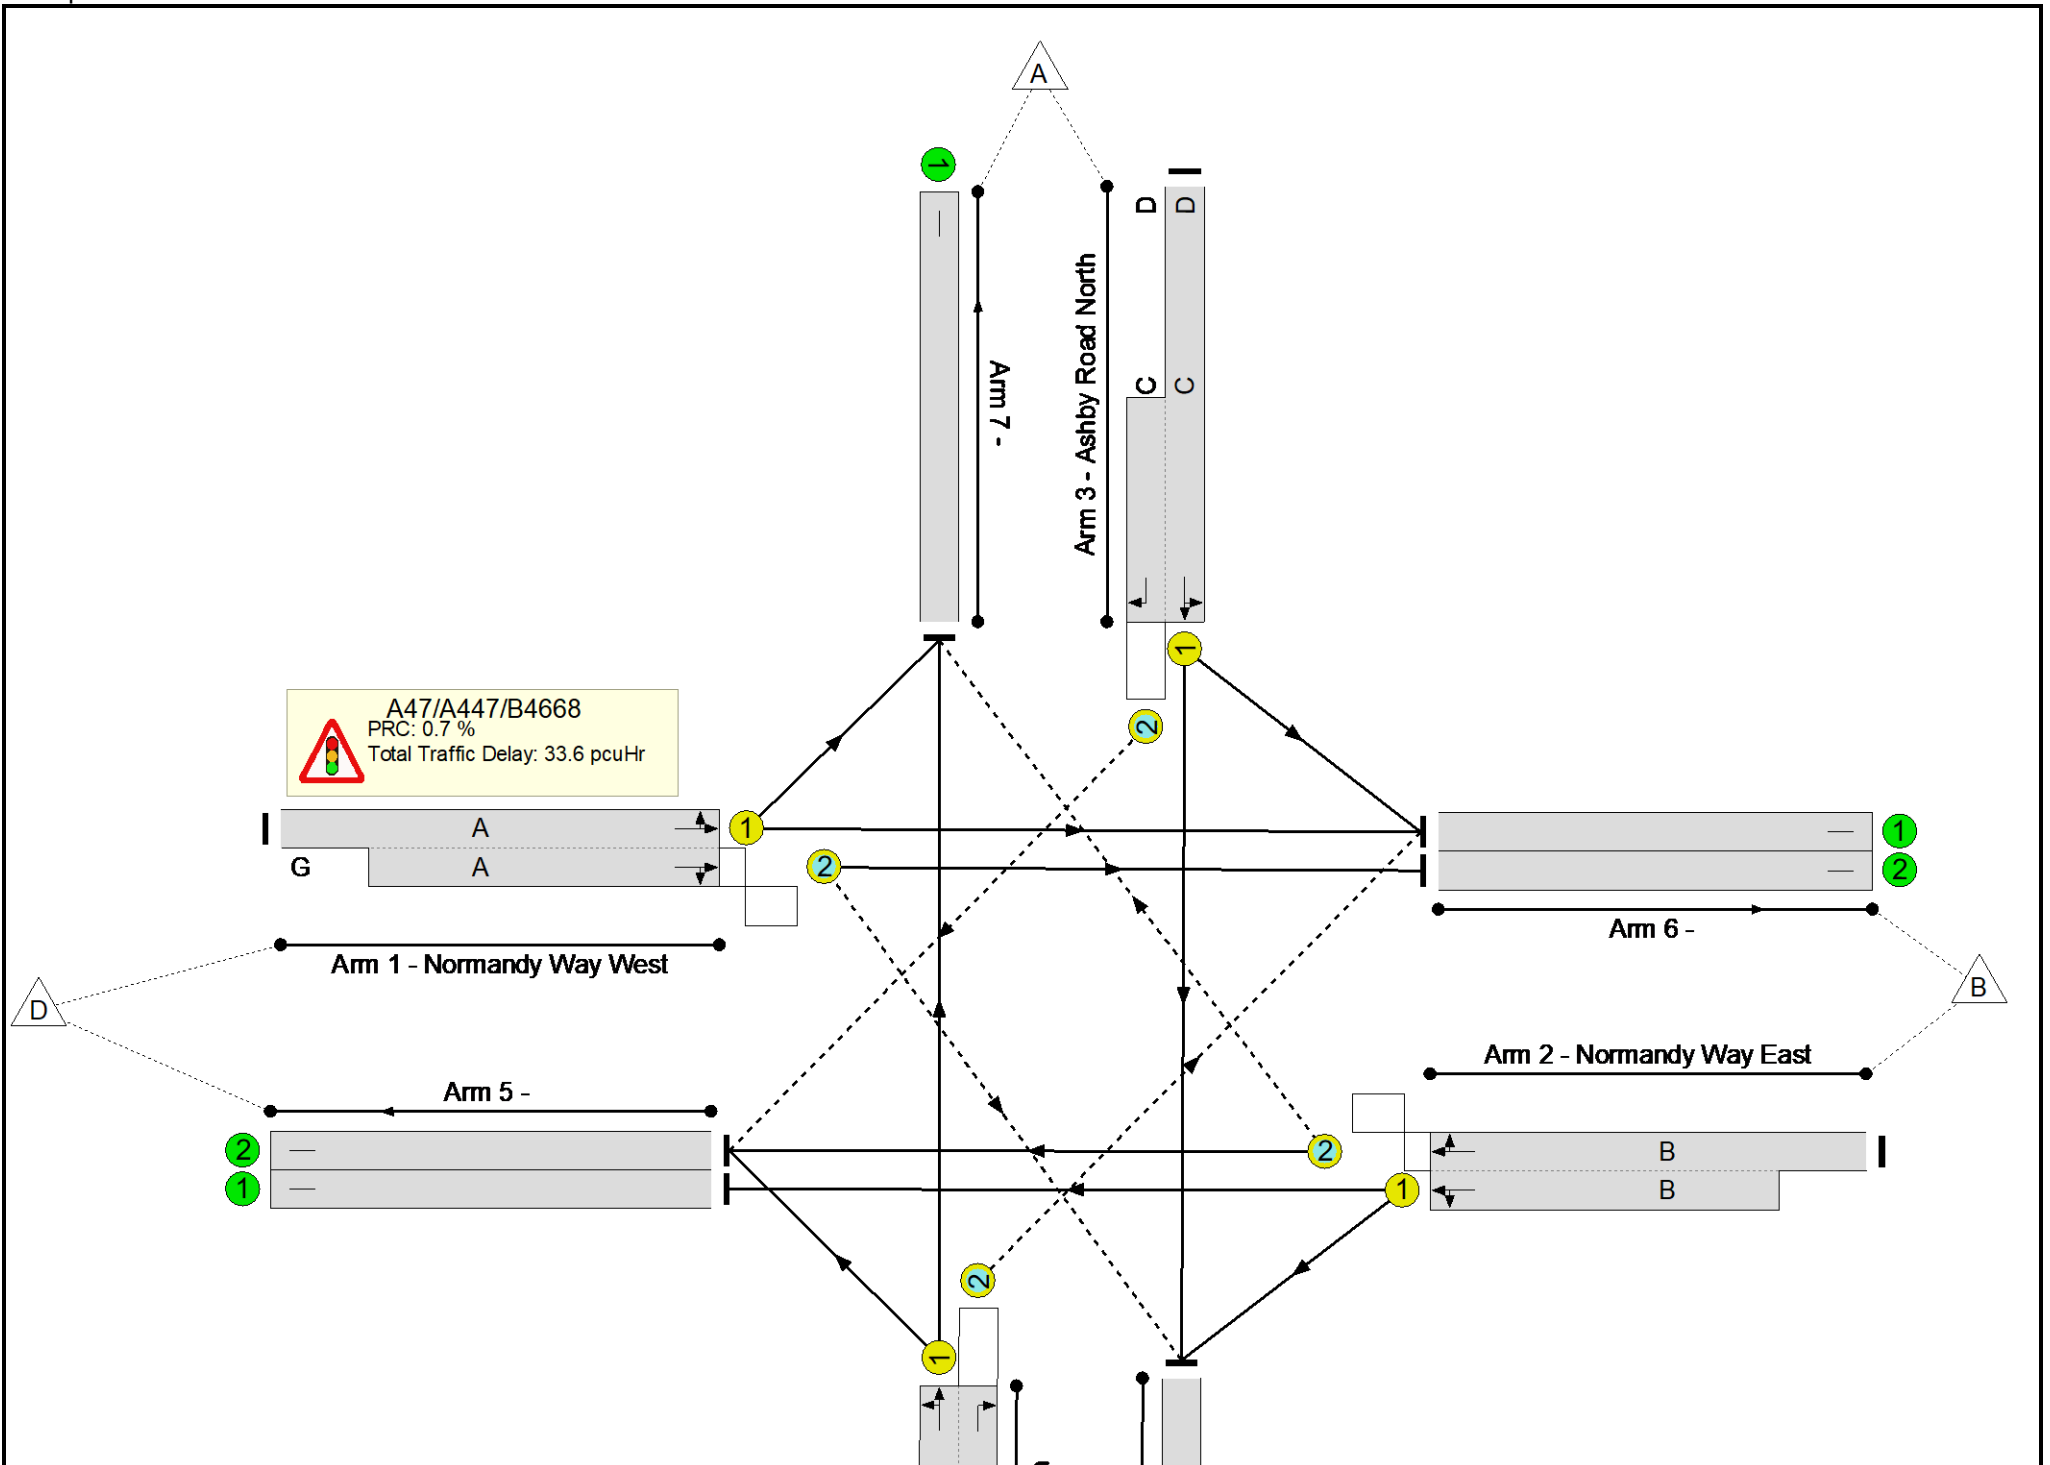 A
1
D
D
Arm 3 - Ashby Road North
Arm 7 -
C
C
1
A47/A447/B4668
PRC: 0.7 %
Total Traffic Delay: 33.6 pcuHr
2
A
1
1
G
A
2
2
Arm 6 -
Arm 1 - Normandy Way West
D
B
Arm 2 - Normandy Way East
Arm 5 -
2
2
B
1
1
B
2
1